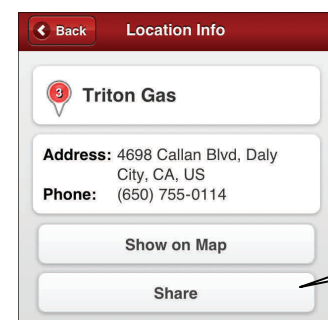 Back Location Info
3 Triton Gas
Address: 4698 Callan Blvd, Daly
City, CA, US
Phone: (650) 755-0114
Show on Map
Share